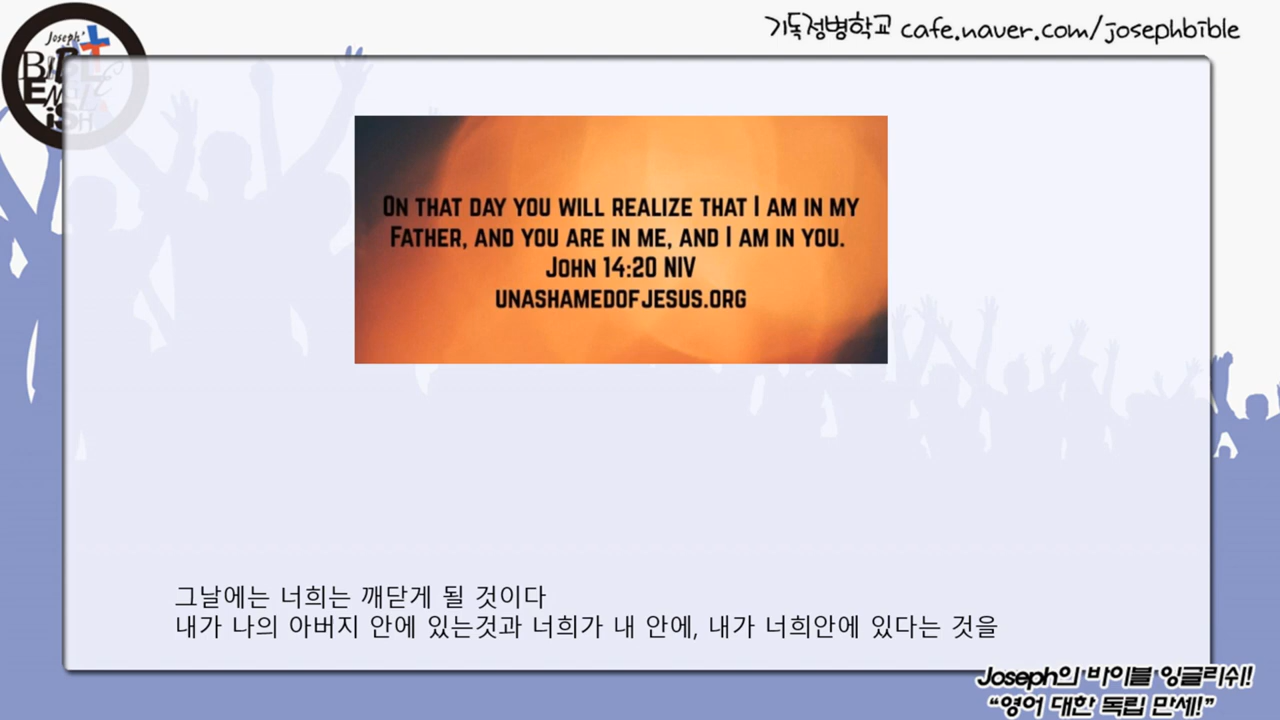 기독정병학교 cafe.naver.com/josephbible
Joseph'
BIBLE
ENGL
iSH
ON THAT DAY YOU WILL REALIZE THAT I AM IN MY
FATHER, AND YOU ARE IN ME, AND I AM IN YOU.
JOHN 14:20 NIV
UNASHAMEDOFJESUS.ORG
그날에는 너희는 깨닫게 될 것이다
내가 나의 아버지 안에 있는것과 너희가 내 안에, 내가 너희안에 있다는 것을
Joseph의 바이블 잉글리쉬!
“영어 대한 독립 만세!”